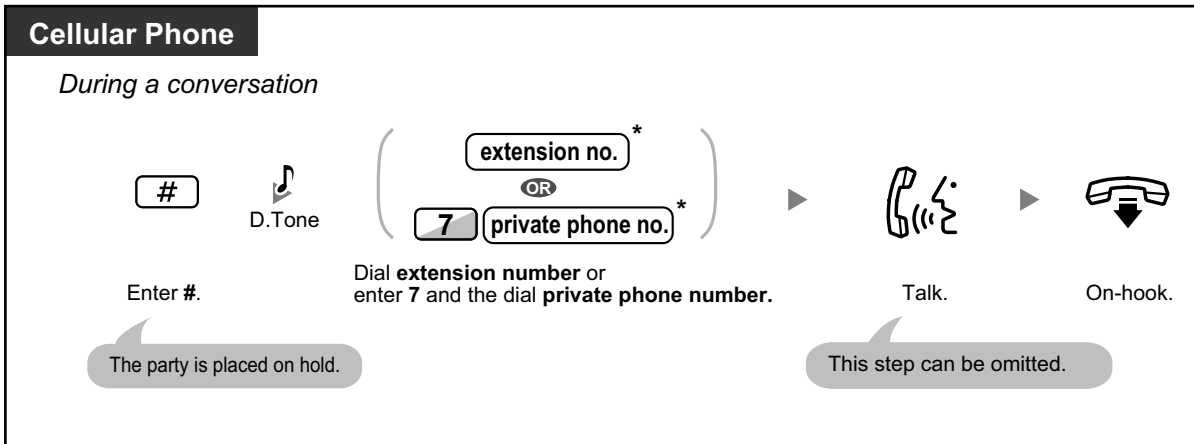 Cellular Phone
During a conversation
#
D.Tone
extension no.*
OR
7 private phone no.*
Enter #.
Dial extension number or
enter 7 and the dial private phone number.
Talk.
On-hook.
The party is placed on hold.
This step can be omitted.